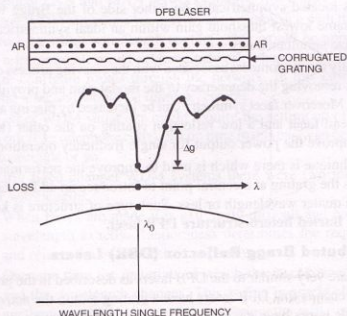 DFB LASER
AR
AR
CORRUGATED
GRATING
Δg
LOSS
λ
λ0
WAVELENGTH SINGLE FREQUENCY